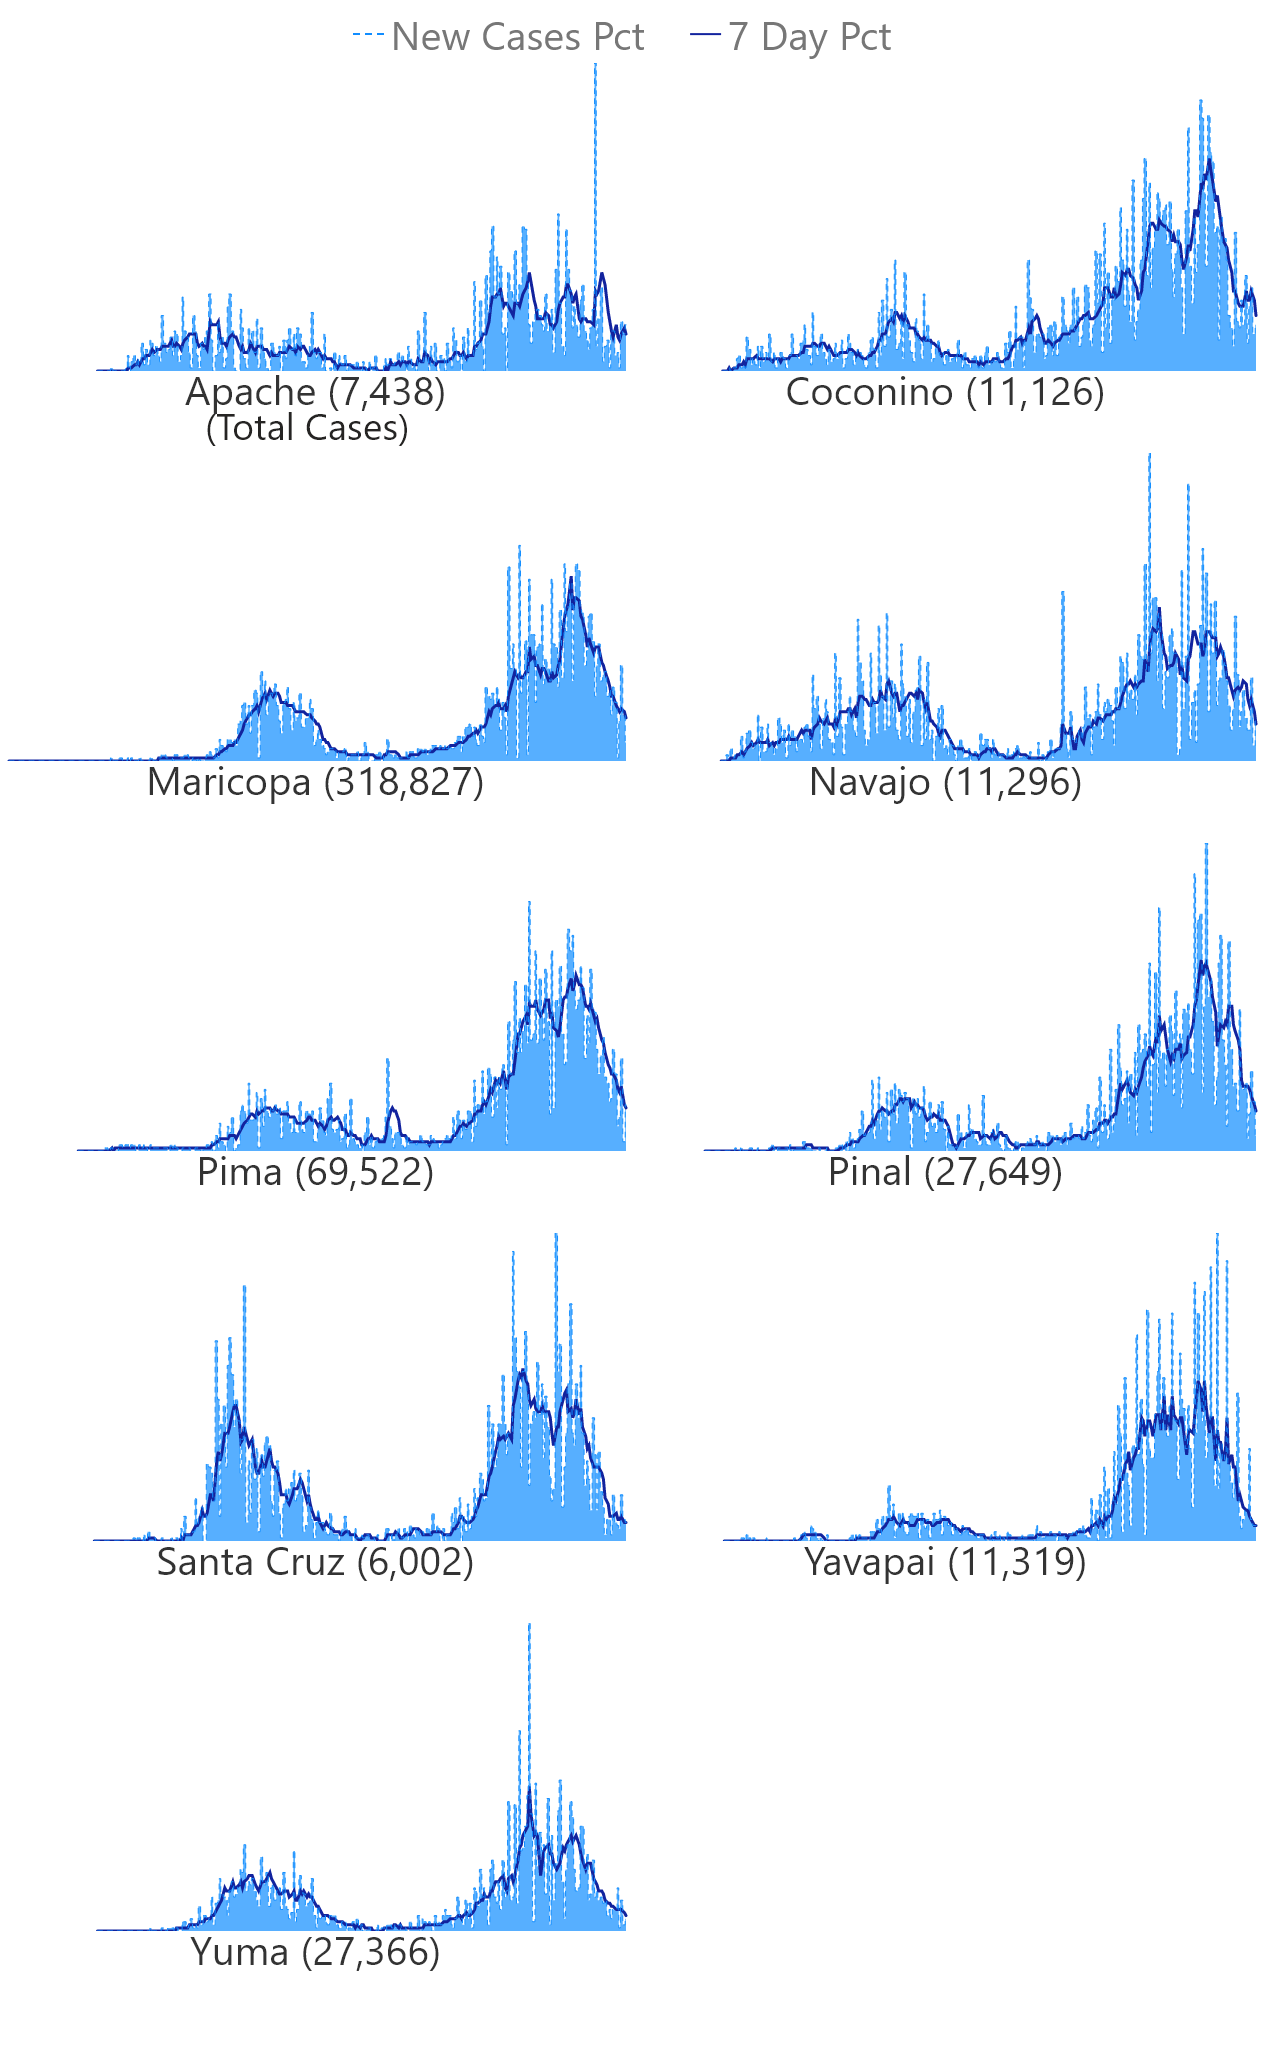 New Cases Pct 7 Day Pct
Apache (7,438) Coconino (11,126)
(Total Cases)
Maricopa (318,827) Navajo (11,296)
Pima (69,522) Pinal (27,649)
Santa Cruz (6,002) Yavapai (11,319)
Yuma (27,366)